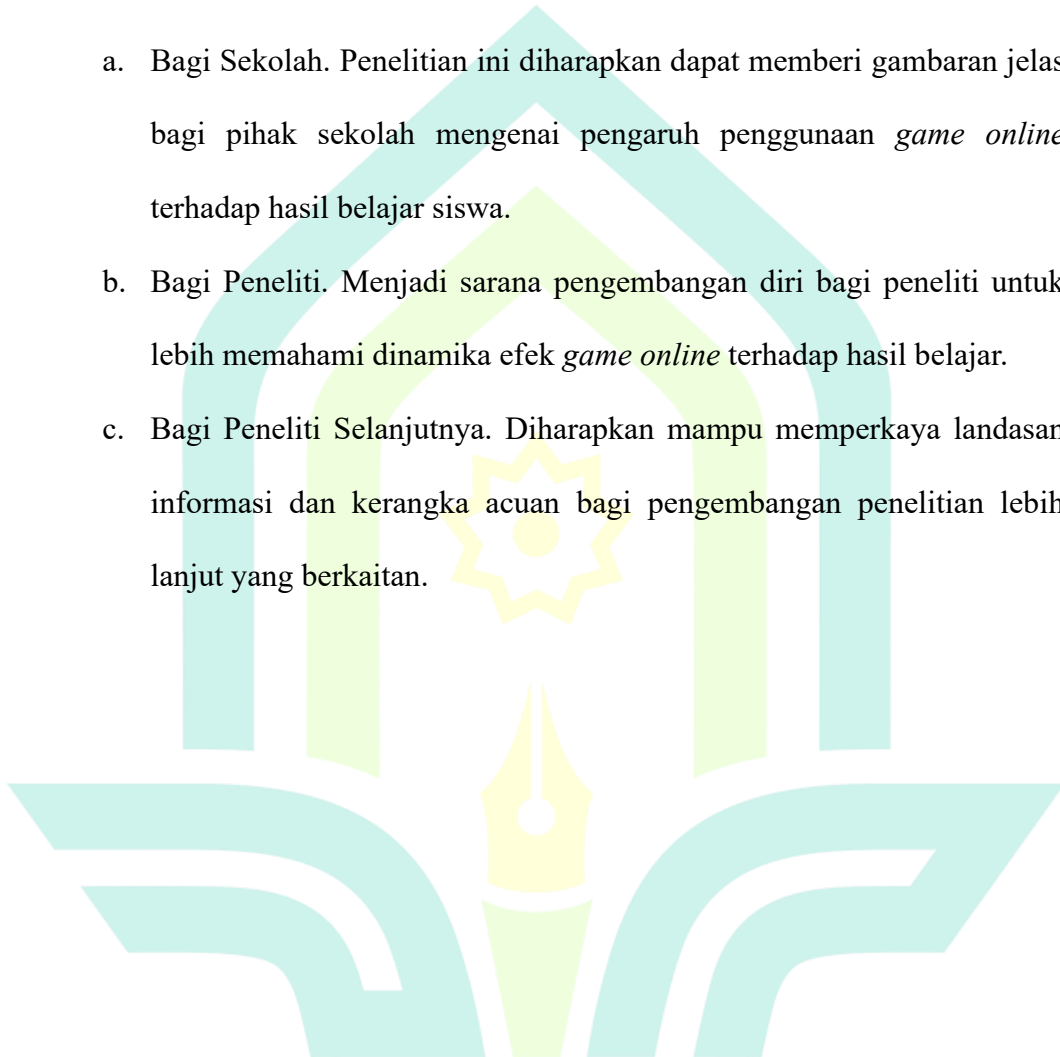 a. Bagi Sekolah. Penelitian ini diharapkan dapat memberi gambaran jelas
bagi pihak sekolah mengenai pengaruh penggunaan game online
terhadap hasil belajar siswa.
b. Bagi Peneliti. Menjadi sarana pengembangan diri bagi peneliti untuk
lebih memahami dinamika efek game online terhadap hasil belajar.
c. Bagi Peneliti Selanjutnya. Diharapkan mampu memperkaya landasan
informasi dan kerangka acuan bagi pengembangan penelitian lebih
lanjut yang berkaitan.